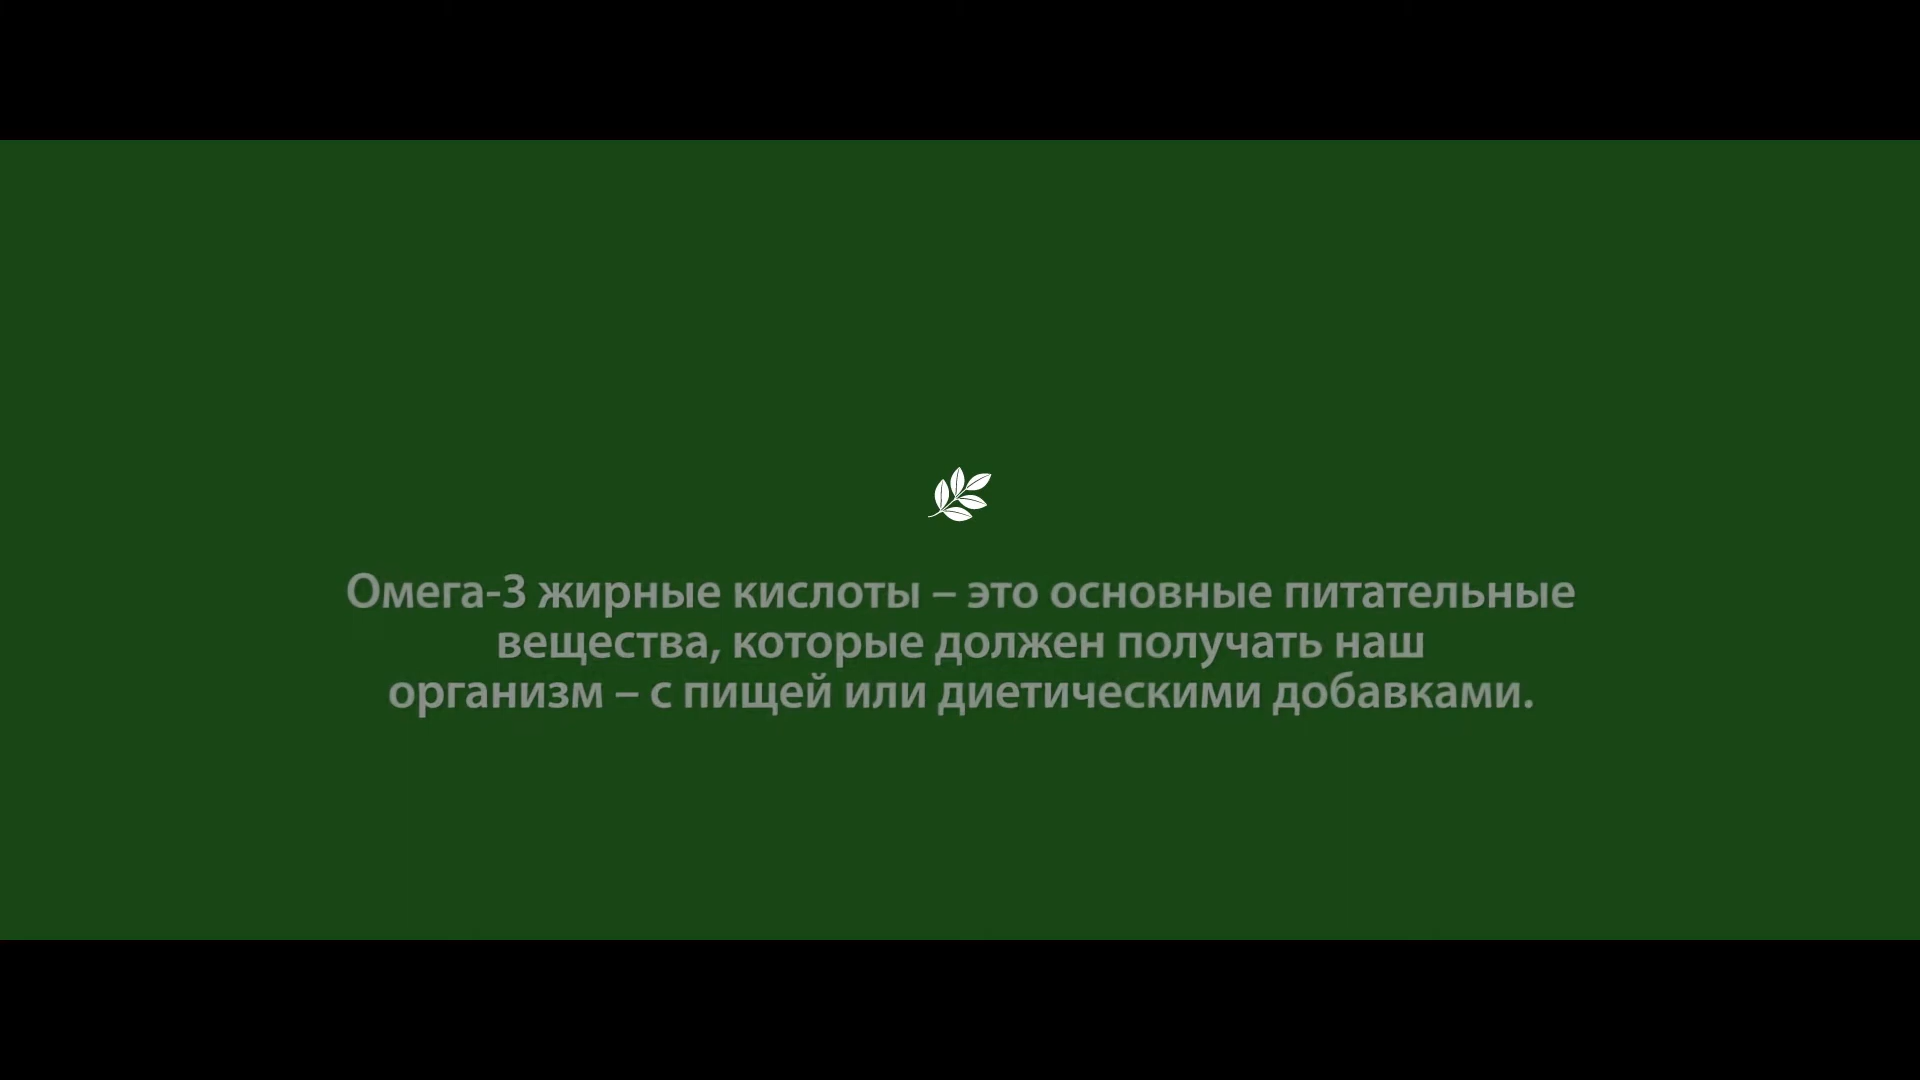 Омега-3 жирные кислоты – это основные питательные
вещества, которые должен получать наш
организм – с пищей или диетическими добавками.